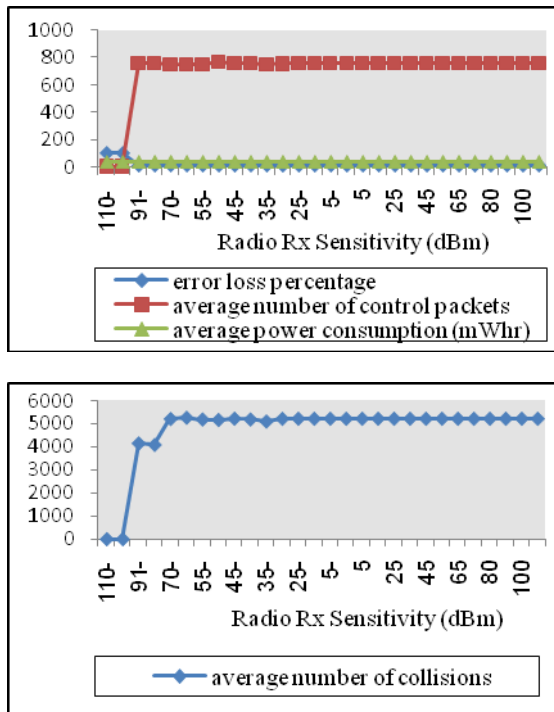 1000
800
600
400
200
0
110- 91- 70- 55- 45- 35- 25- 5- 5 25 45 65 80 100
Radio Rx Sensitivity (dBm)
error loss percentage
average number of control packets
average power consumption (mWhr)
6000
5000
4000
3000
2000
1000
0
110- 91- 70- 55- 45- 35- 25- 5- 5 25 45 65 80 100
Radio Rx Sensitivity (dBm)
average number of collisions